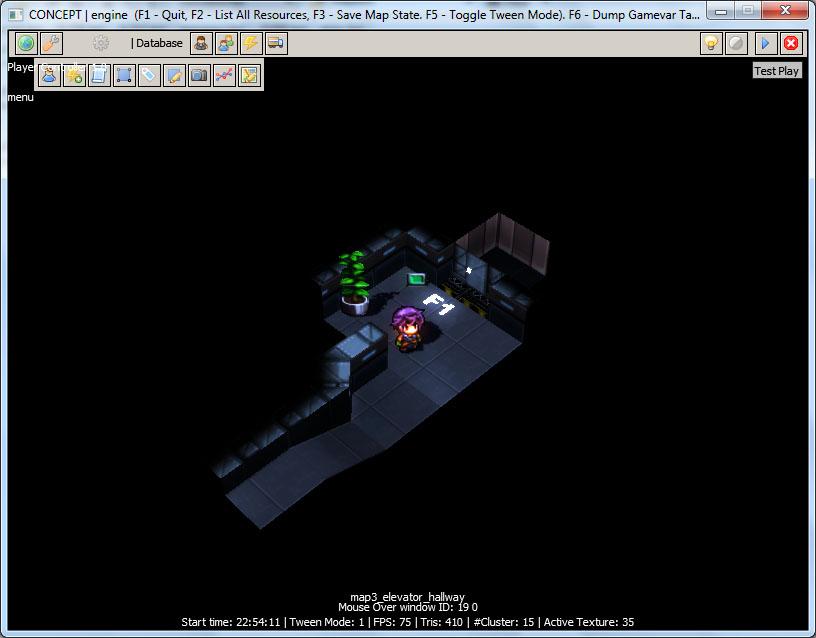 CONCEPT | engine (F1 - Quit, F2 - List All Resources, F3 - Save Map State. F5 - Toggle Tween Mode). F6 - Dump Gamevar Ta...
| Database
Test Play
menu
F1
map3_elevator_hallway
Mouse Over window ID: 19 0
Start time: 22:54:11 | Tween Mode: 1 | FPS: 75 | Tris: 410 | #Cluster: 15 | Active Texture: 35